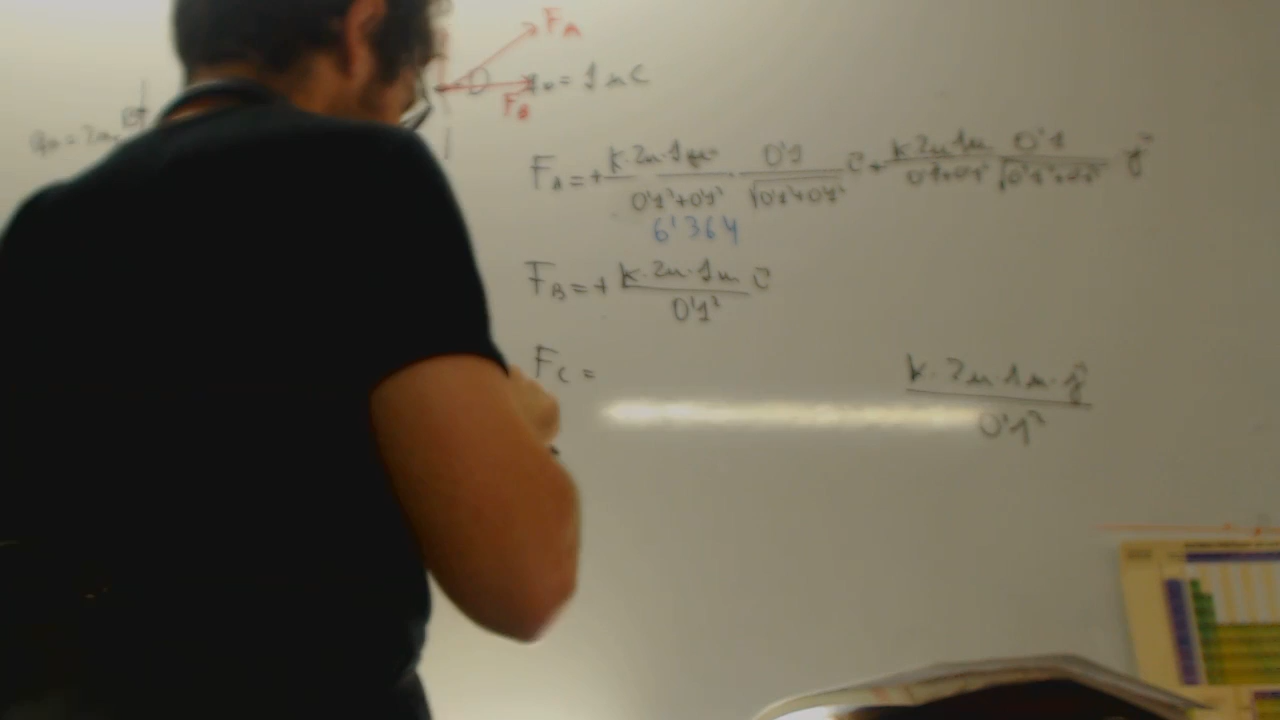 F_A
q_0 = 1 μC
F_B
F_A = + K·2μ·1μ / 0'1²+0'1² · 0'1 / √0'1²+0'1² i + K·2μ·1μ / 0'1²+0'1² 0'1 / √0'1²+0'1² j
6'364
F_B = + K·2μ·1μ / 0'1² i
F_C = K·2μ·1μ·j / 0'1²